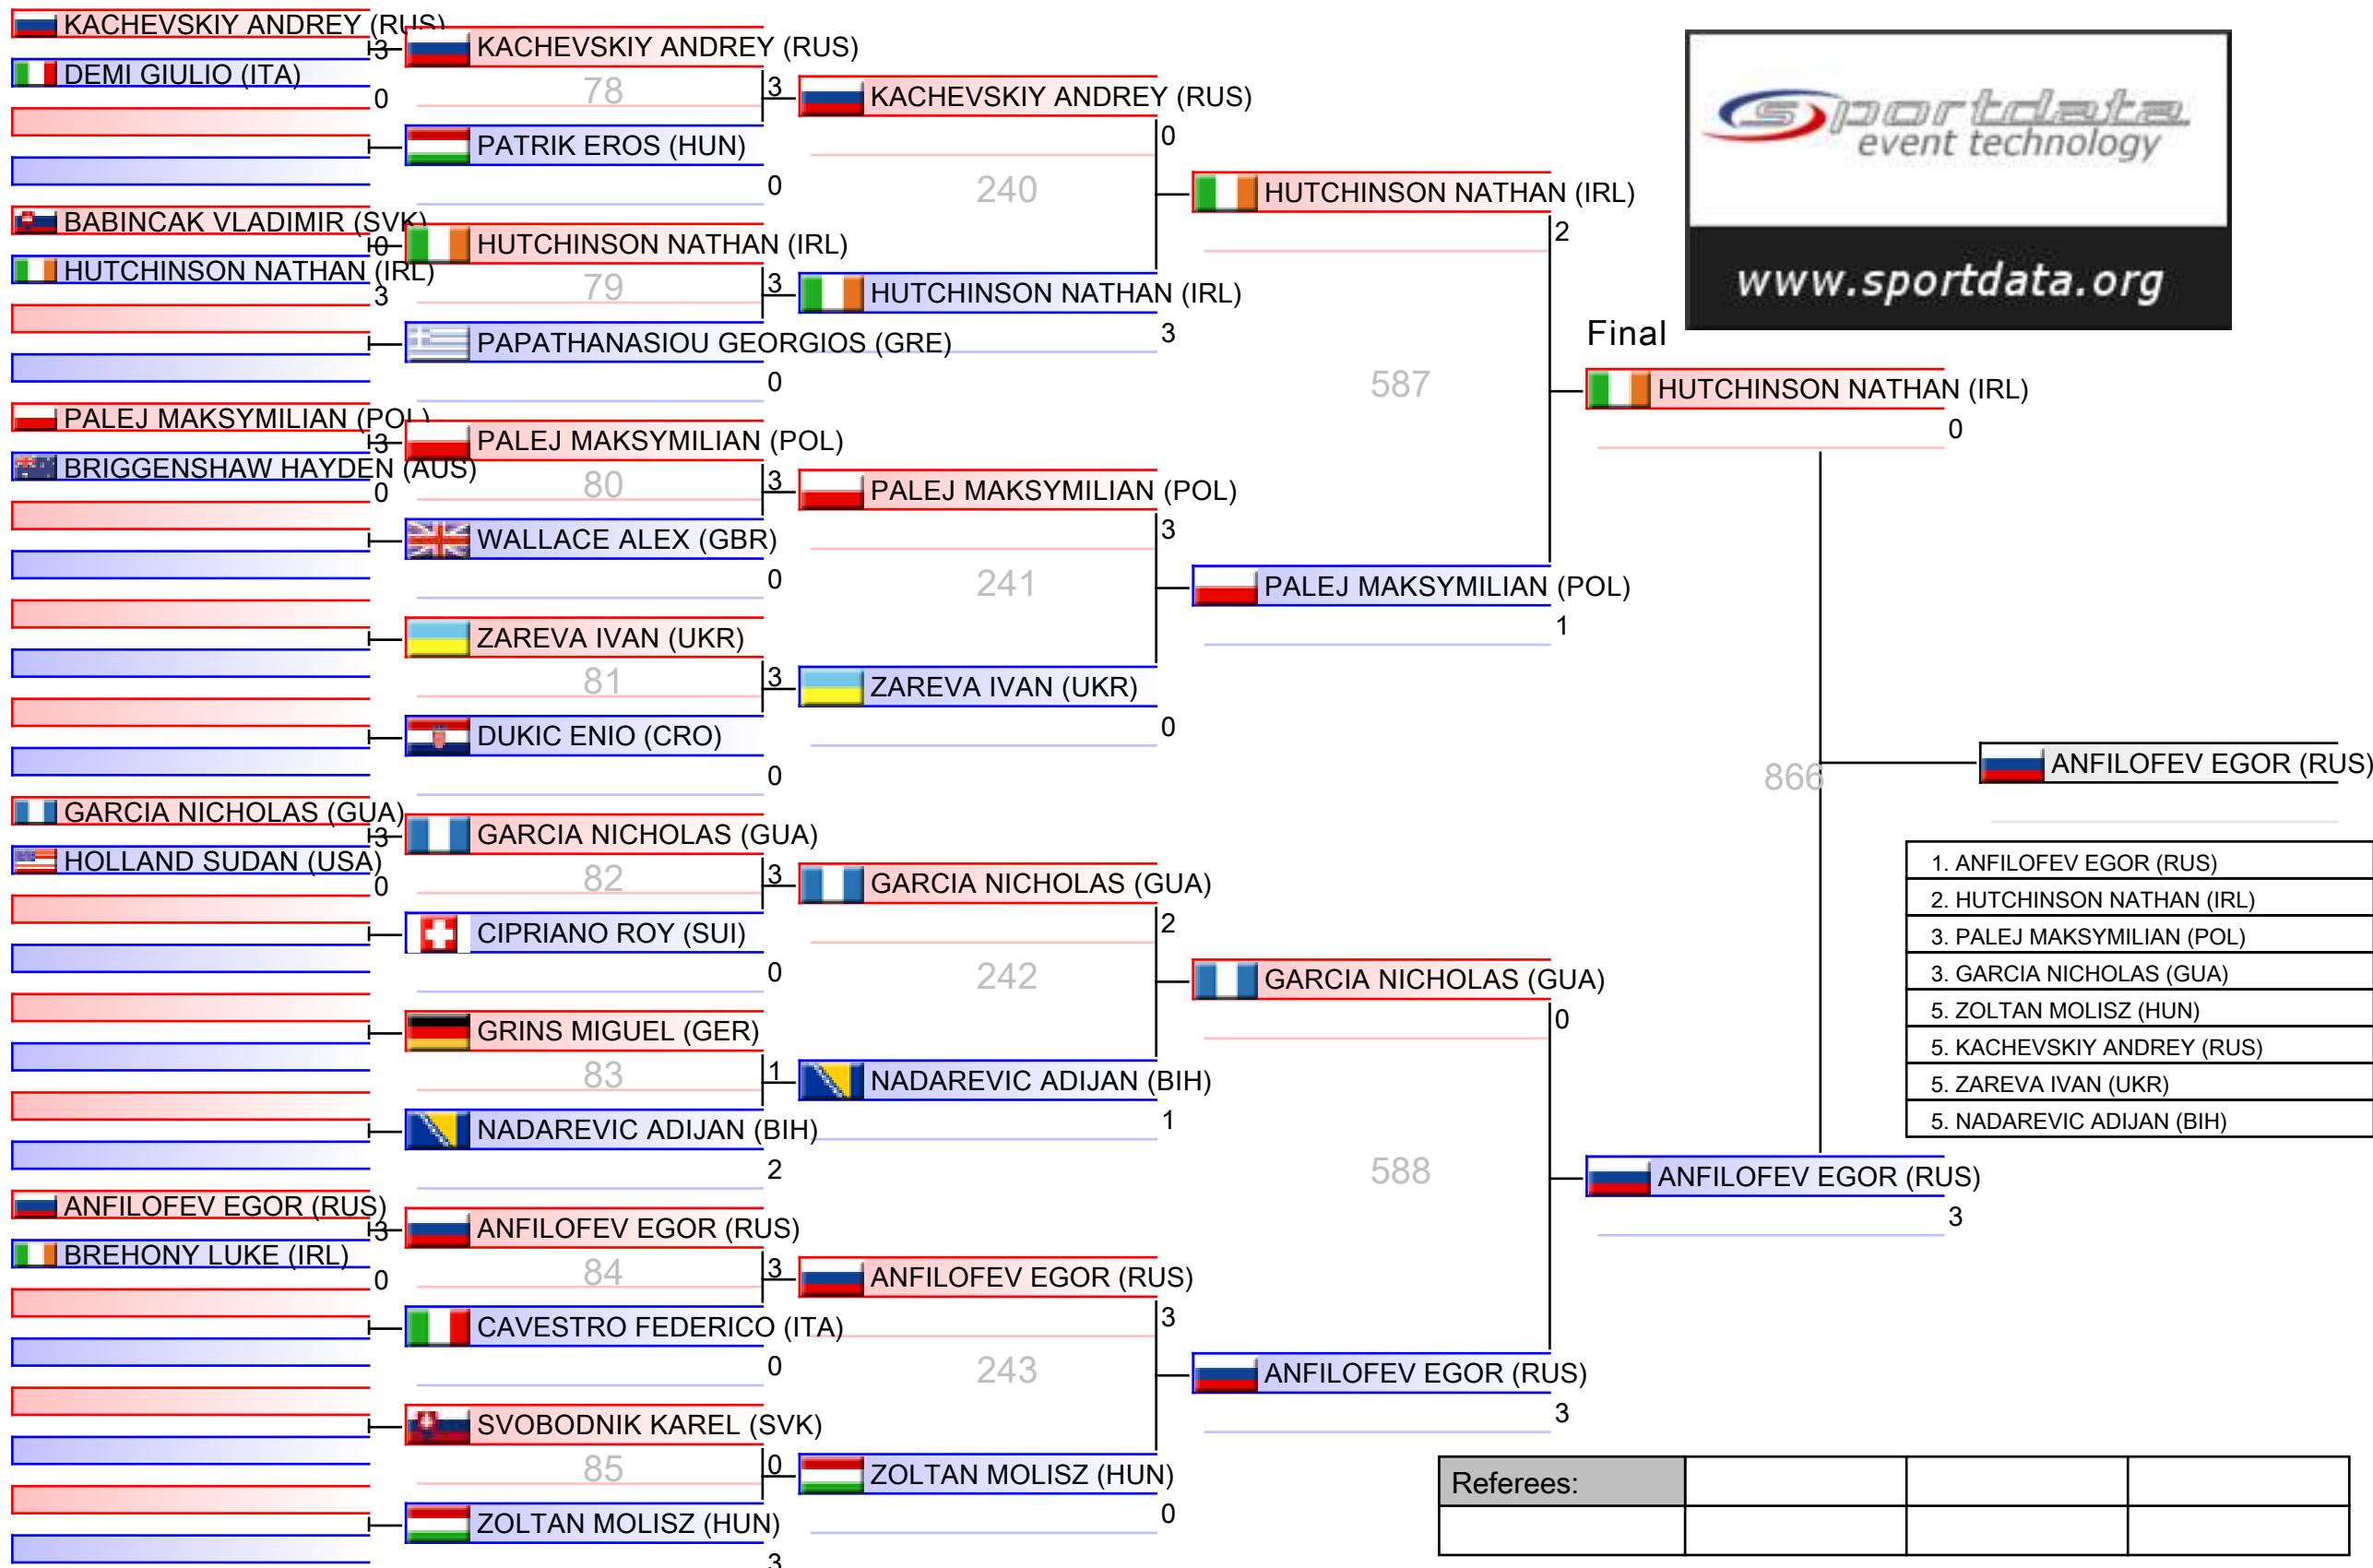 KACHEVSKIY ANDREY (RUS)
3
DEMI GIULIO (ITA)
0
BABINCAK VLADIMIR (SVK)
0
HUTCHINSON NATHAN (IRL)
3
PALEJ MAKSYMILIAN (POL)
3
BRIGGENSHAW HAYDEN (AUS)
0
GARCIA NICHOLAS (GUA)
3
HOLLAND SUDAN (USA)
0
ANFILOFEV EGOR (RUS)
3
BREHONY LUKE (IRL)
0
KACHEVSKIY ANDREY (RUS)
78
3
PATRIK EROS (HUN)
0
HUTCHINSON NATHAN (IRL)
79
3
PAPATHANASIOU GEORGIOS (GRE)
0
PALEJ MAKSYMILIAN (POL)
80
3
WALLACE ALEX (GBR)
0
ZAREVA IVAN (UKR)
81
3
DUKIC ENIO (CRO)
0
GARCIA NICHOLAS (GUA)
82
3
CIPRIANO ROY (SUI)
0
GRINS MIGUEL (GER)
83
1
NADAREVIC ADIJAN (BIH)
2
ANFILOFEV EGOR (RUS)
84
3
CAVESTRO FEDERICO (ITA)
0
SVOBODNIK KAREL (SVK)
85
0
ZOLTAN MOLISZ (HUN)
3
KACHEVSKIY ANDREY (RUS)
0
240
HUTCHINSON NATHAN (IRL)
3
PALEJ MAKSYMILIAN (POL)
3
241
ZAREVA IVAN (UKR)
0
GARCIA NICHOLAS (GUA)
2
242
NADAREVIC ADIJAN (BIH)
1
ANFILOFEV EGOR (RUS)
3
243
ZOLTAN MOLISZ (HUN)
0
HUTCHINSON NATHAN (IRL)
2
587
PALEJ MAKSYMILIAN (POL)
1
GARCIA NICHOLAS (GUA)
0
588
ANFILOFEV EGOR (RUS)
3
Final
HUTCHINSON NATHAN (IRL)
0
866
ANFILOFEV EGOR (RUS)
3
ANFILOFEV EGOR (RUS)
sportdata
event technology
www.sportdata.org
1. ANFILOFEV EGOR (RUS)
2. HUTCHINSON NATHAN (IRL)
3. PALEJ MAKSYMILIAN (POL)
3. GARCIA NICHOLAS (GUA)
5. ZOLTAN MOLISZ (HUN)
5. KACHEVSKIY ANDREY (RUS)
5. ZAREVA IVAN (UKR)
5. NADAREVIC ADIJAN (BIH)
Referees: